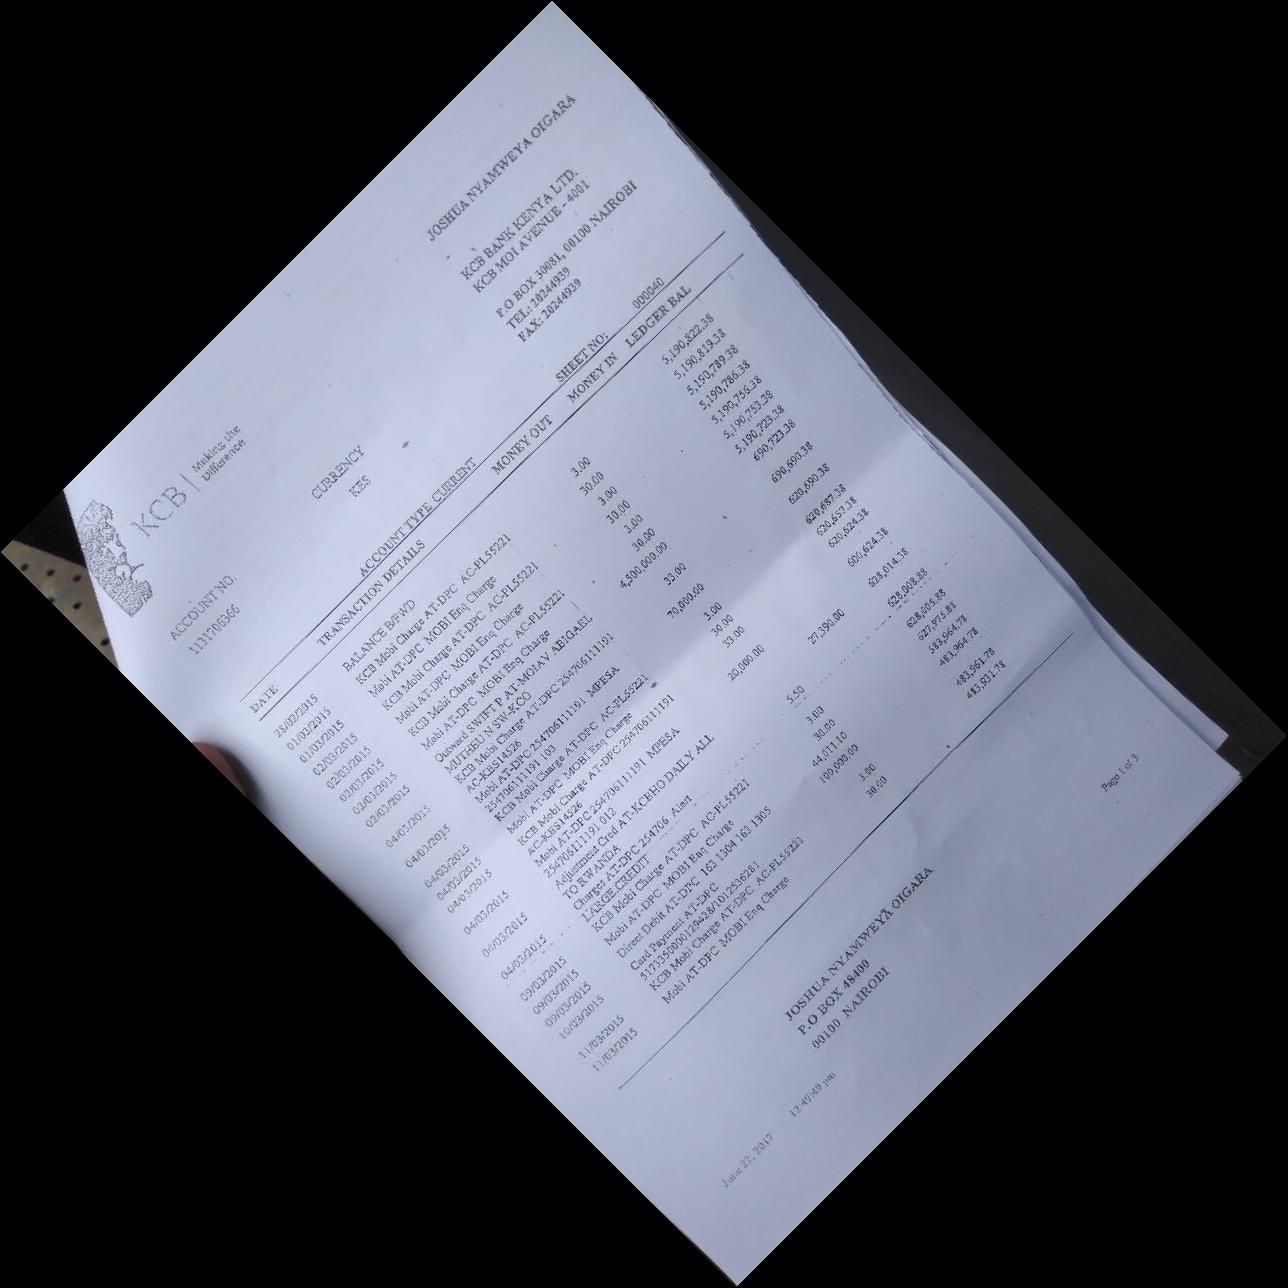 KCB | Making the
Difference
JOSHUA NYAMWEYA OIGARA
ACCOUNT NO.
1131706366
CURRENCY
KES
KCB BANK KENYA LTD.
KCB MOI AVENUE - 4001
P.O BOX 30081, 00100 NAIROBI
TEL: 20244939
FAX: 20244939
ACCOUNT TYPE CURRENT SHEET NO: 000040
DATE TRANSACTION DETAILS MONEY OUT MONEY IN LEDGER BAL
28/02/2015 BALANCE B/FWD 5,190,822.38
01/03/2015 KCB Mobi Charge AT-DPC AC-PL55221 3.00 5,190,819.38
01/03/2015 Mobi AT-DPC MOBI Enq Charge 30.00 5,190,789.38
02/03/2015 KCB Mobi Charge AT-DPC AC-PL55221 3.00 5,190,786.38
02/03/2015 Mobi AT-DPC MOBI Enq Charge 30.00 5,190,756.38
02/03/2015 KCB Mobi Charge AT-DPC AC-PL55221 3.00 5,190,753.38
02/03/2015 Mobi AT-DPC MOBI Enq Charge 30.00 5,190,723.38
02/03/2015 Outward SWIFT P AT-MOIAV ABIGAEL 4,500,000.00 690,723.38
MUTHEU N SW-KCO
04/03/2015 KCB Mobi Charge AT-DPC 254706111191 33.00 690,690.38
AC-KES14526
04/03/2015 Mobi AT-DPC 254706111191 MPESA 70,000.00 620,690.38
254706111191 103
04/03/2015 KCB Mobi Charge AT-DPC AC-PL55221 3.00 620,687.38
04/03/2015 Mobi AT-DPC MOBI Enq Charge 30.00 620,657.38
04/03/2015 KCB Mobi Charge AT-DPC 254706111191 33.00 620,624.38
AC-KES14526
04/03/2015 Mobi AT-DPC 254706111191 MPESA 20,000.00 600,624.38
254706111191 012
04/03/2015 Adjustment Cred AT-KCBHO DAILY ALL 27,390.00 628,014.38
TO RWANDA
04/03/2015 Charges AT-DPC 254706 Alert 5.50 628,008.88
LARGE CREDIT
09/03/2015 KCB Mobi Charge AT-DPC AC-PL55221 3.00 628,005.88
09/03/2015 Mobi AT-DPC MOBI Enq Charge 30.00 627,975.88
09/03/2015 Direct Debit AT-DPC 163 1304 163 1305 44,011.10 583,964.78
10/03/2015 Card Payment AT-DPC 100,000.00 483,964.78
5173350000129428/1012536281
11/03/2015 KCB Mobi Charge AT-DPC AC-PL55221 3.00 483,961.78
11/03/2015 Mobi AT-DPC MOBI Enq Charge 30.00 483,931.78
JOSHUA NYAMWEYA OIGARA
P.O BOX 48400
00100 NAIROBI
Page 1 of 3
June 22, 2017 12:49:49 pm